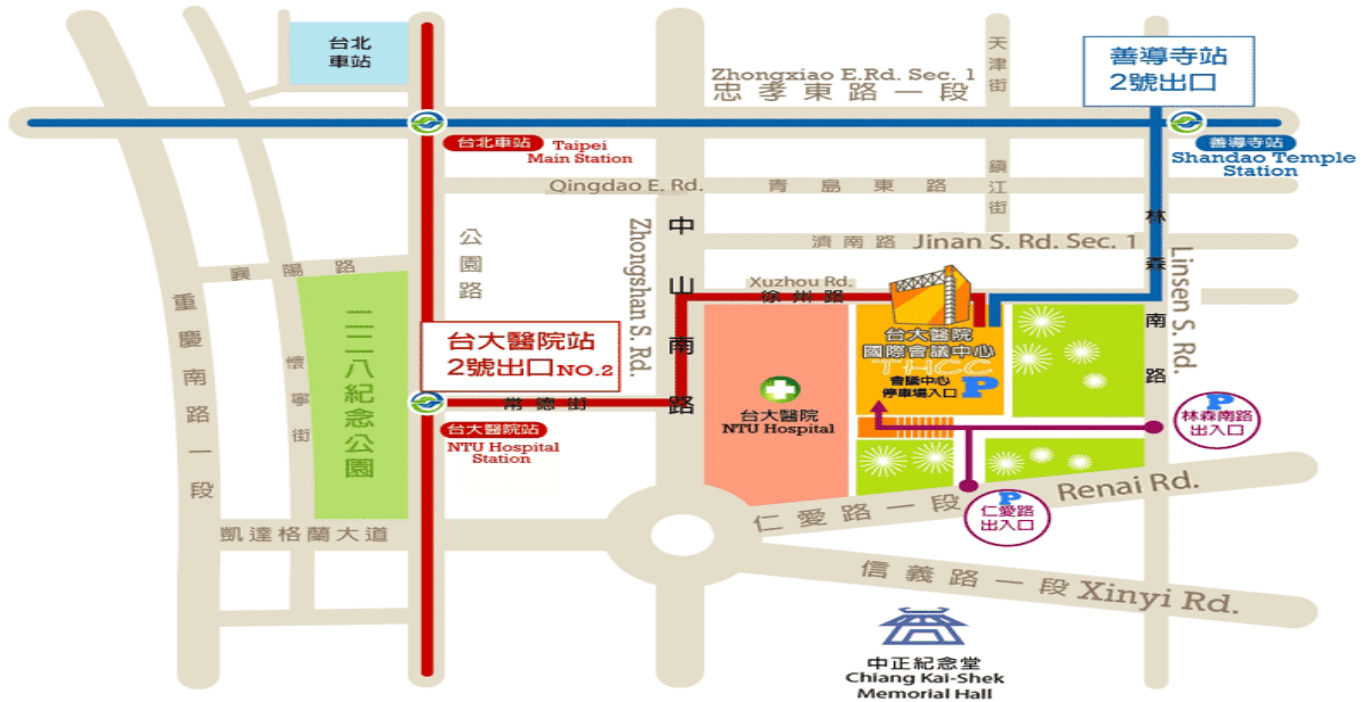 台北
車站
天津街
善導寺站
2號出口
Zhongxiao E.Rd. Sec. 1
忠孝東路一段
台北車站
Taipei
Main Station
善導寺站
Shandao Temple
Station
Qingdao E. Rd.
青島東路
鎮江街
林森南路
中山南路
Zhongshan S. Rd.
公園路
濟南路 Jinan S. Rd. Sec. 1
Linsen S. Rd.
襄陽路
Xuzhou Rd.
徐州路
重慶南路一段
懷寧街
二二八紀念公園
台大醫院站
2號出口NO.2
常德街
台大醫院站
NTU Hospital
Station
台大醫院
國際會議中心
THCC
會議中心
停車場入口 P
台大醫院
NTU Hospital
P
林森南路
出入口
仁愛路一段 Renai Rd.
P
仁愛路
出入口
凱達格蘭大道
信義路一段 Xinyi Rd.
中正紀念堂
Chiang Kai-Shek
Memorial Hall